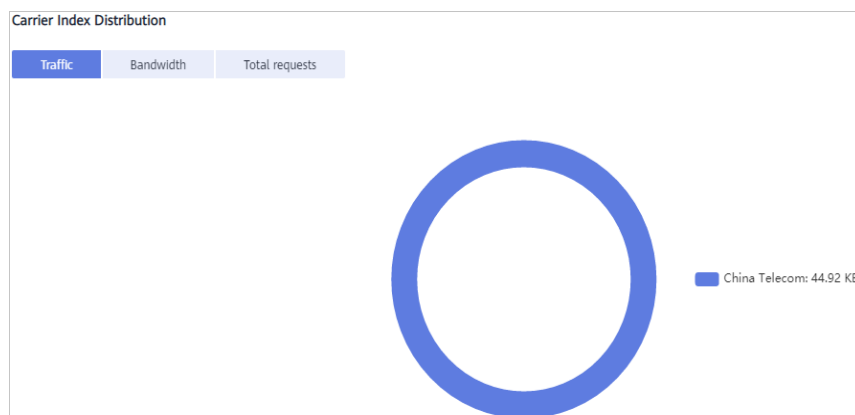 Carrier Index Distribution
Traffic Bandwidth Total requests
China Telecom: 44.92